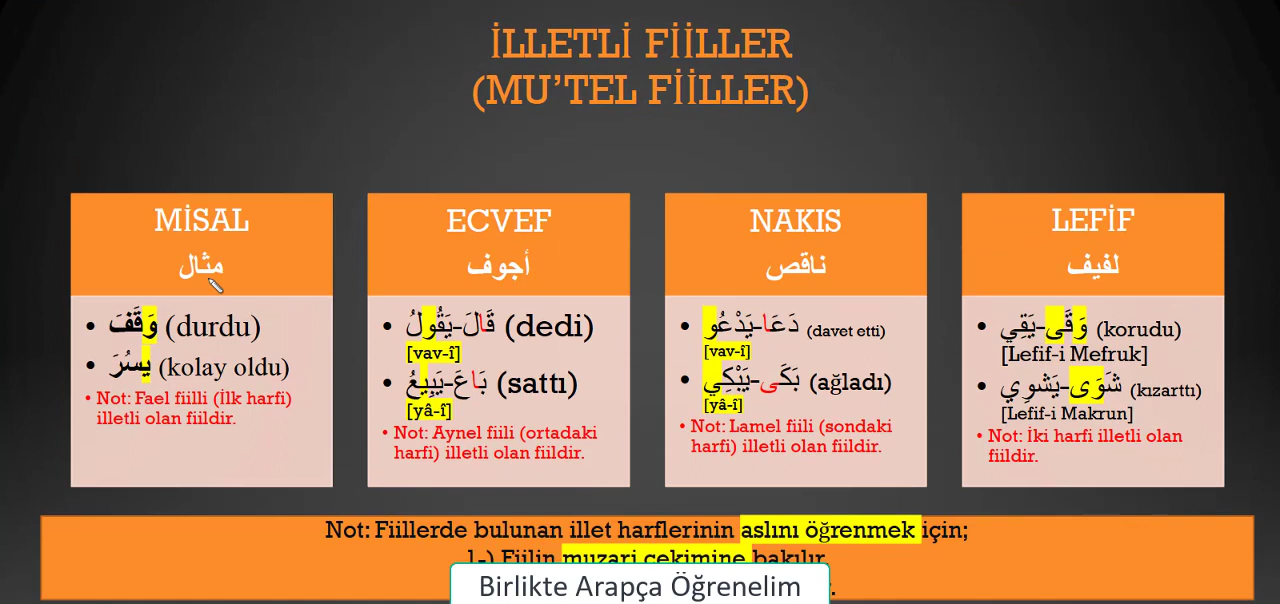 İLLETLİ FİİLLER
(MU’TEL FİİLLER)
MİSAL
مثال
• وَقَفَ (durdu)
• يسُرَ (kolay oldu)
• Not: Fael fiilli (İlk harfi)
illetli olan fiildir.
ECVEF
أجوف
• قَالَ-يَقُولُ (dedi)
[vav-î]
• بَاعَ-يَبِيعُ (sattı)
[yâ-î]
• Not: Aynel fiili (ortadaki
harfi) illetli olan fiildir.
NAKIS
ناقص
• دَعَا-يَدْعُو (davet etti)
[vav-î]
• بَكَى-يَبْكِي (ağladı)
[yâ-î]
• Not: Lamel fiili (sondaki
harfi) illetli olan fiildir.
LEFİF
لفيف
• وَقَى-يَقِي (korudu)
[Lefif-i Mefruk]
• شَوَى-يَشوِي (kızarttı)
[Lefif-i Makrun]
• Not: İki harfi illetli olan
fiildir.
Not: Fiillerde bulunan illet harflerinin aslını öğrenmek için;
1-) Fiilin muzari çekimine bakılır.
Birlikte Arapça Öğrenelim